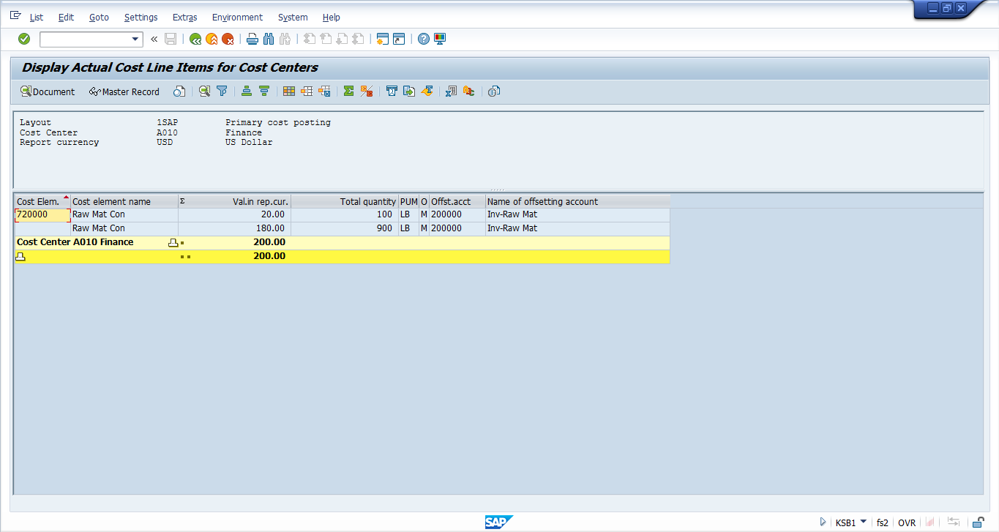 List Edit Goto Settings Extras Environment System Help
Display Actual Cost Line Items for Cost Centers
Document Master Record
Layout 1SAP Primary cost posting
Cost Center A010 Finance
Report currency USD US Dollar
Cost Elem. Cost element name Σ Val.in rep.cur. Total quantity PUM O Offst.acct Name of offsetting account
720000 Raw Mat Con 20.00 100 LB M 200000 Inv-Raw Mat
Raw Mat Con 180.00 900 LB M 200000 Inv-Raw Mat
Cost Center A010 Finance 200.00
200.00
SAP KSB1 fs2 OVR